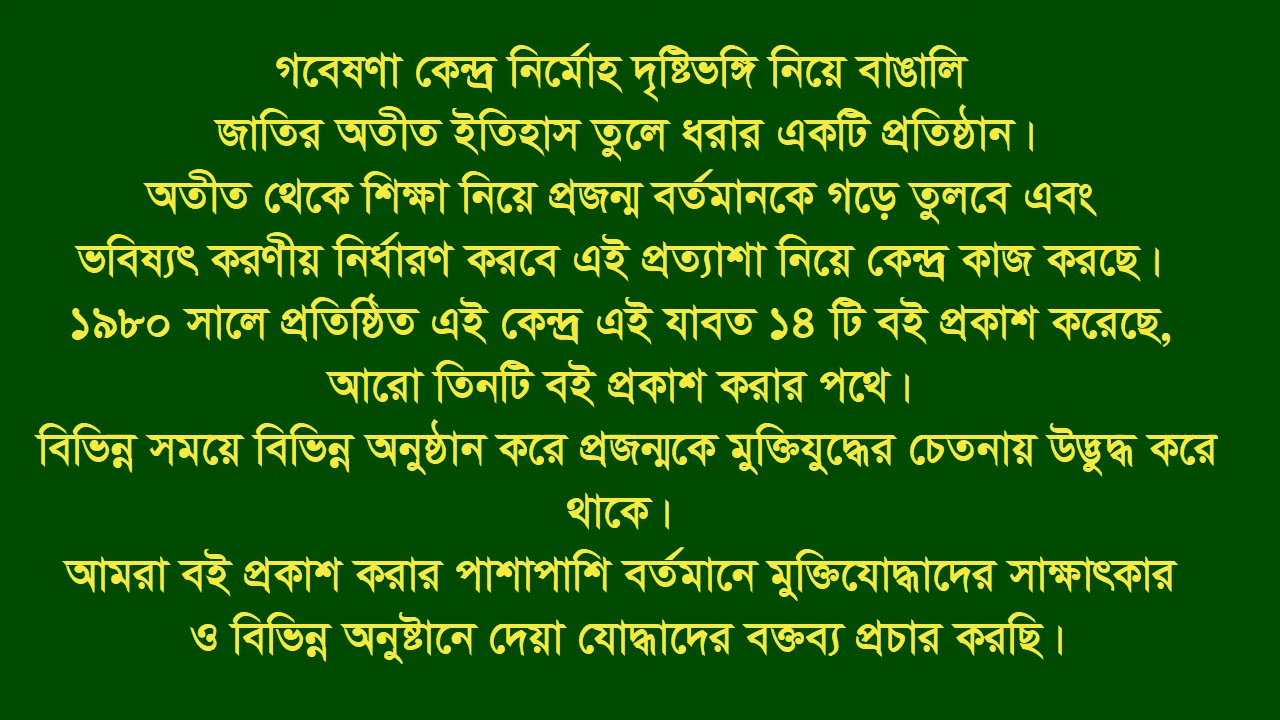 গবেষণা কেন্দ্র নির্মোহ দৃষ্টিভঙ্গি নিয়ে বাঙালি
জাতির অতীত ইতিহাস তুলে ধরার একটি প্রতিষ্ঠান।
অতীত থেকে শিক্ষা নিয়ে প্রজন্ম বর্তমানকে গড়ে তুলবে এবং
ভবিষ্যৎ করণীয় নির্ধারণ করবে এই প্রত্যাশা নিয়ে কেন্দ্র কাজ করছে।
১৯৮০ সালে প্রতিষ্ঠিত এই কেন্দ্র এই যাবত ১৪ টি বই প্রকাশ করেছে,
আরো তিনটি বই প্রকাশ করার পথে।
বিভিন্ন সময়ে বিভিন্ন অনুষ্ঠান করে প্রজন্মকে মুক্তিযুদ্ধের চেতনায় উদ্ভুদ্ধ করে
থাকে।
আমরা বই প্রকাশ করার পাশাপাশি বর্তমানে মুক্তিযোদ্ধাদের সাক্ষাৎকার
ও বিভিন্ন অনুষ্টানে দেয়া যোদ্ধাদের বক্তব্য প্রচার করছি।